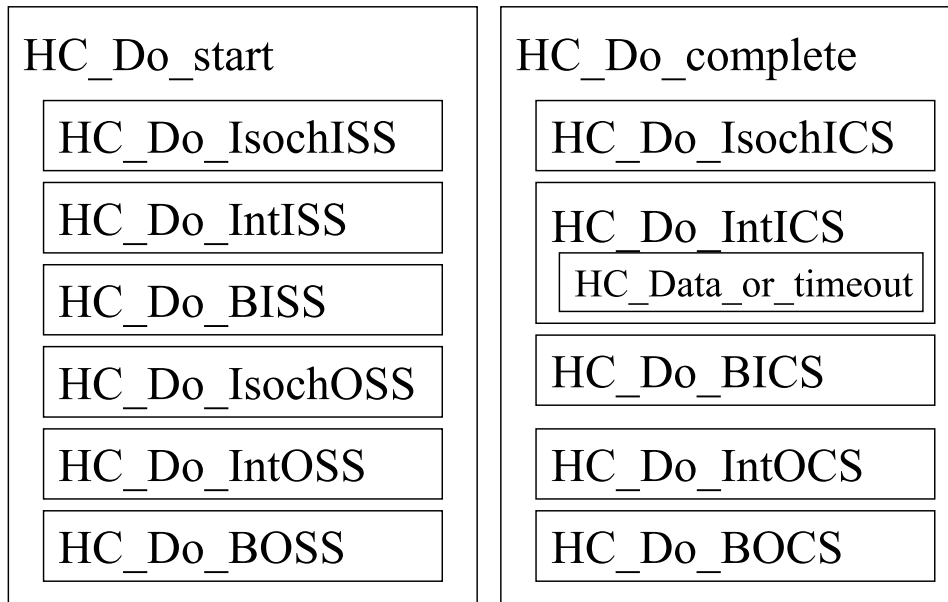 HC_Do_start
HC_Do_IsochISS
HC_Do_IntISS
HC_Do_BISS
HC_Do_IsochOSS
HC_Do_IntOSS
HC_Do_BOSS
HC_Do_complete
HC_Do_IsochICS
HC_Do_IntICS
HC_Data_or_timeout
HC_Do_BICS
HC_Do_IntOCS
HC_Do_BOCS